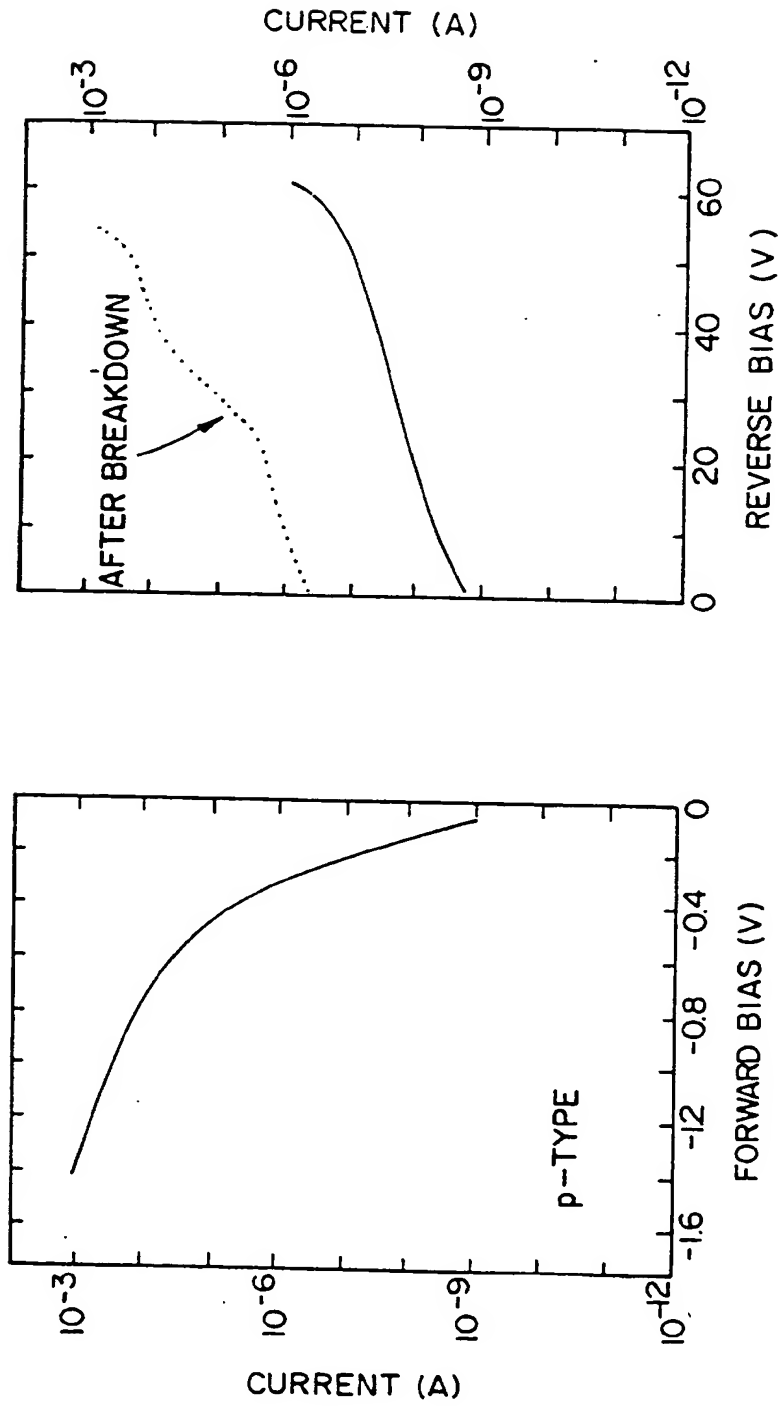 CURRENT (A)
10-3
10-6
10-9
10-12
p-TYPE
-1.6
-1.2
-0.8
-0.4
0
FORWARD BIAS (V)
AFTER BREAKDOWN
0
20
40
60
REVERSE BIAS (V)
10-3
10-6
10-9
10-12
CURRENT (A)